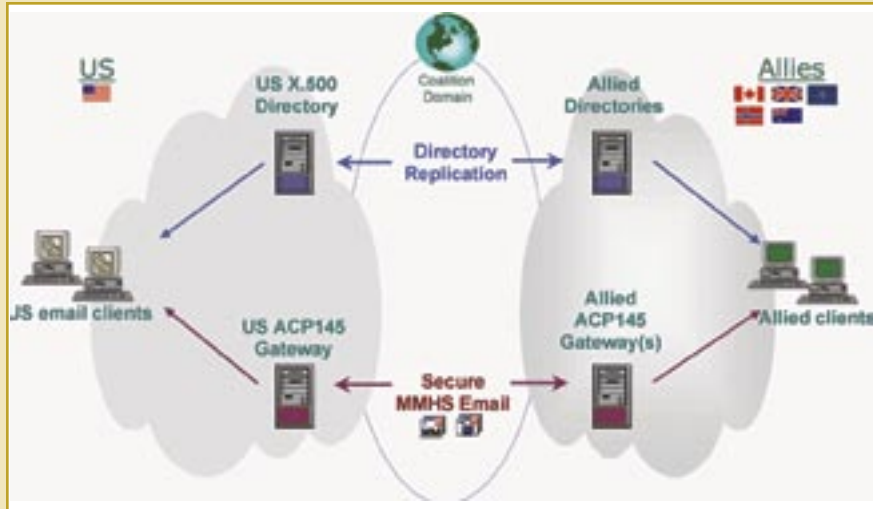 US
US X.500
Directory
Coalition
Domain
Allied
Directories
Allies
Directory
Replication
US email clients
US ACP145
Gateway
Secure
MMHS Email
Allied
ACP145
Gateway(s)
Allied clients